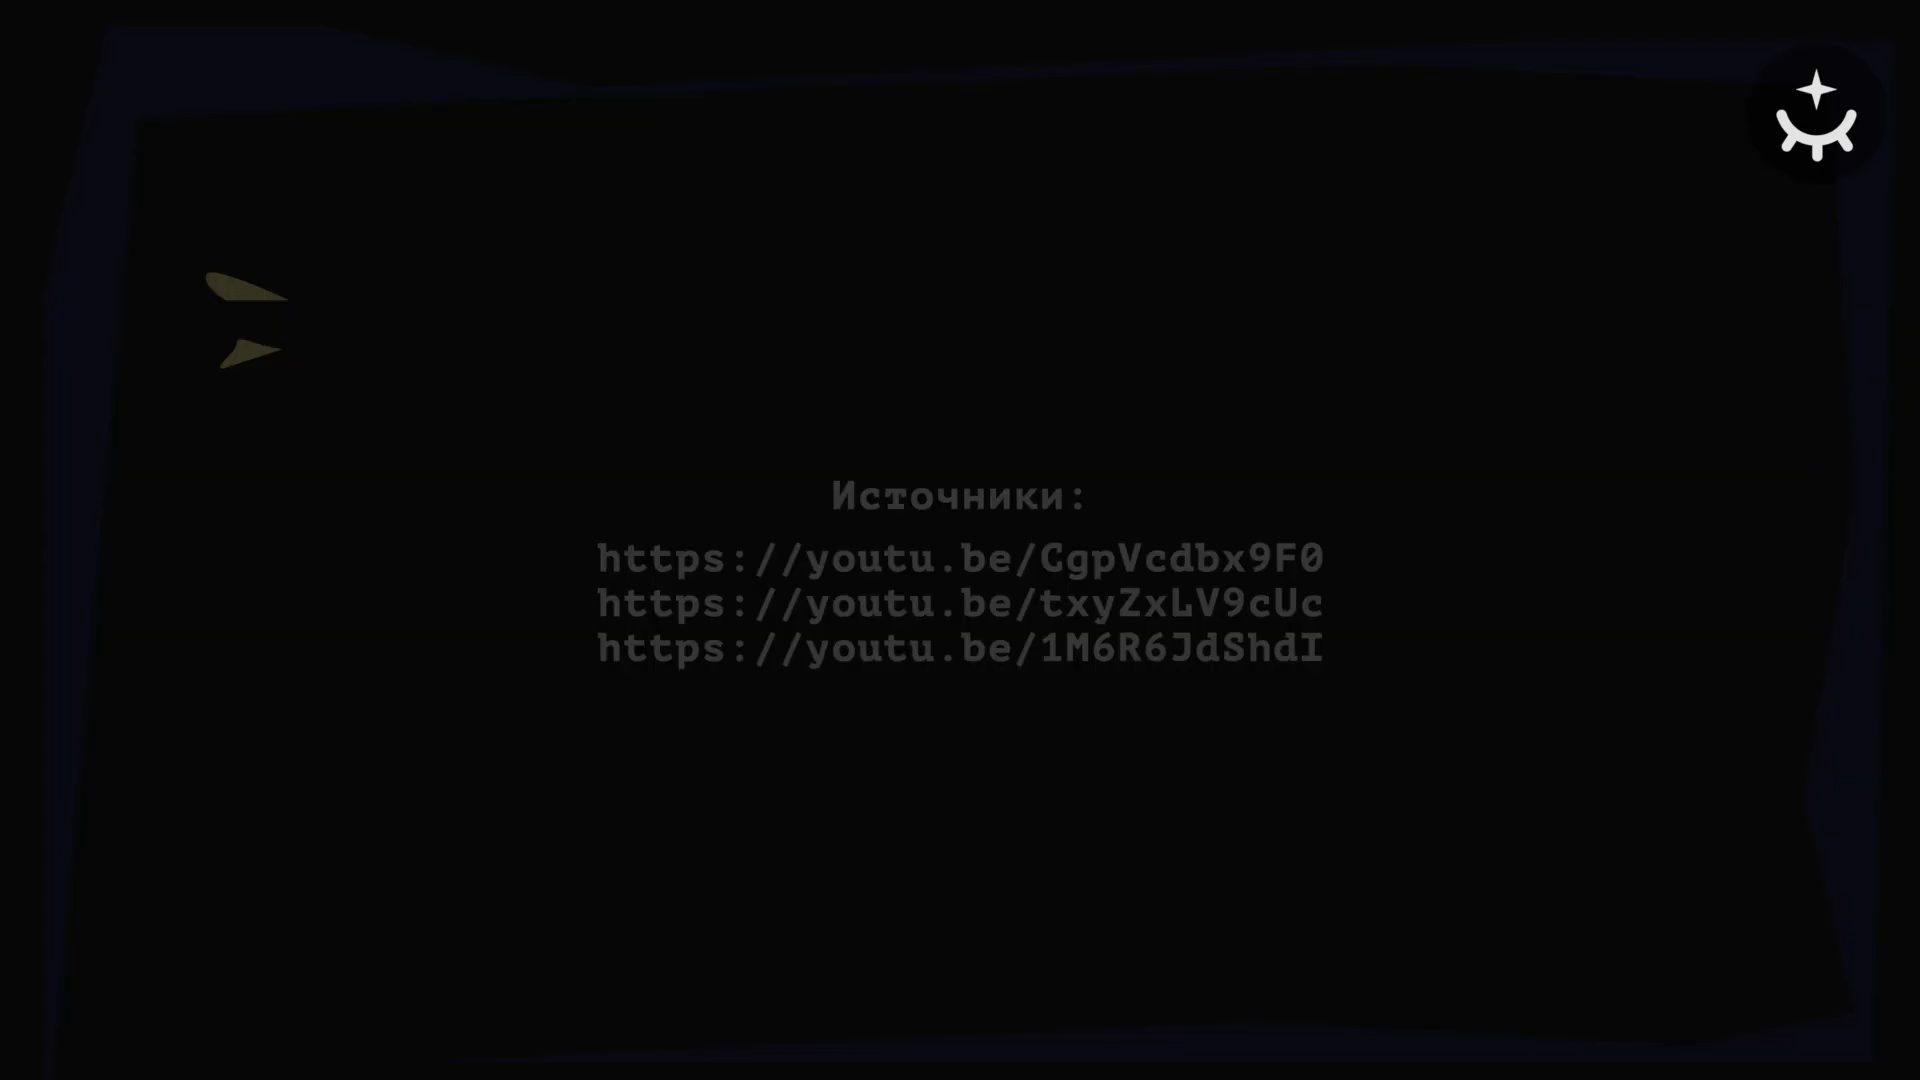 Источники:
https://youtu.be/CgpVcdbx9F0
https://youtu.be/txyZxLV9cUc
https://youtu.be/1M6R6JdShdI